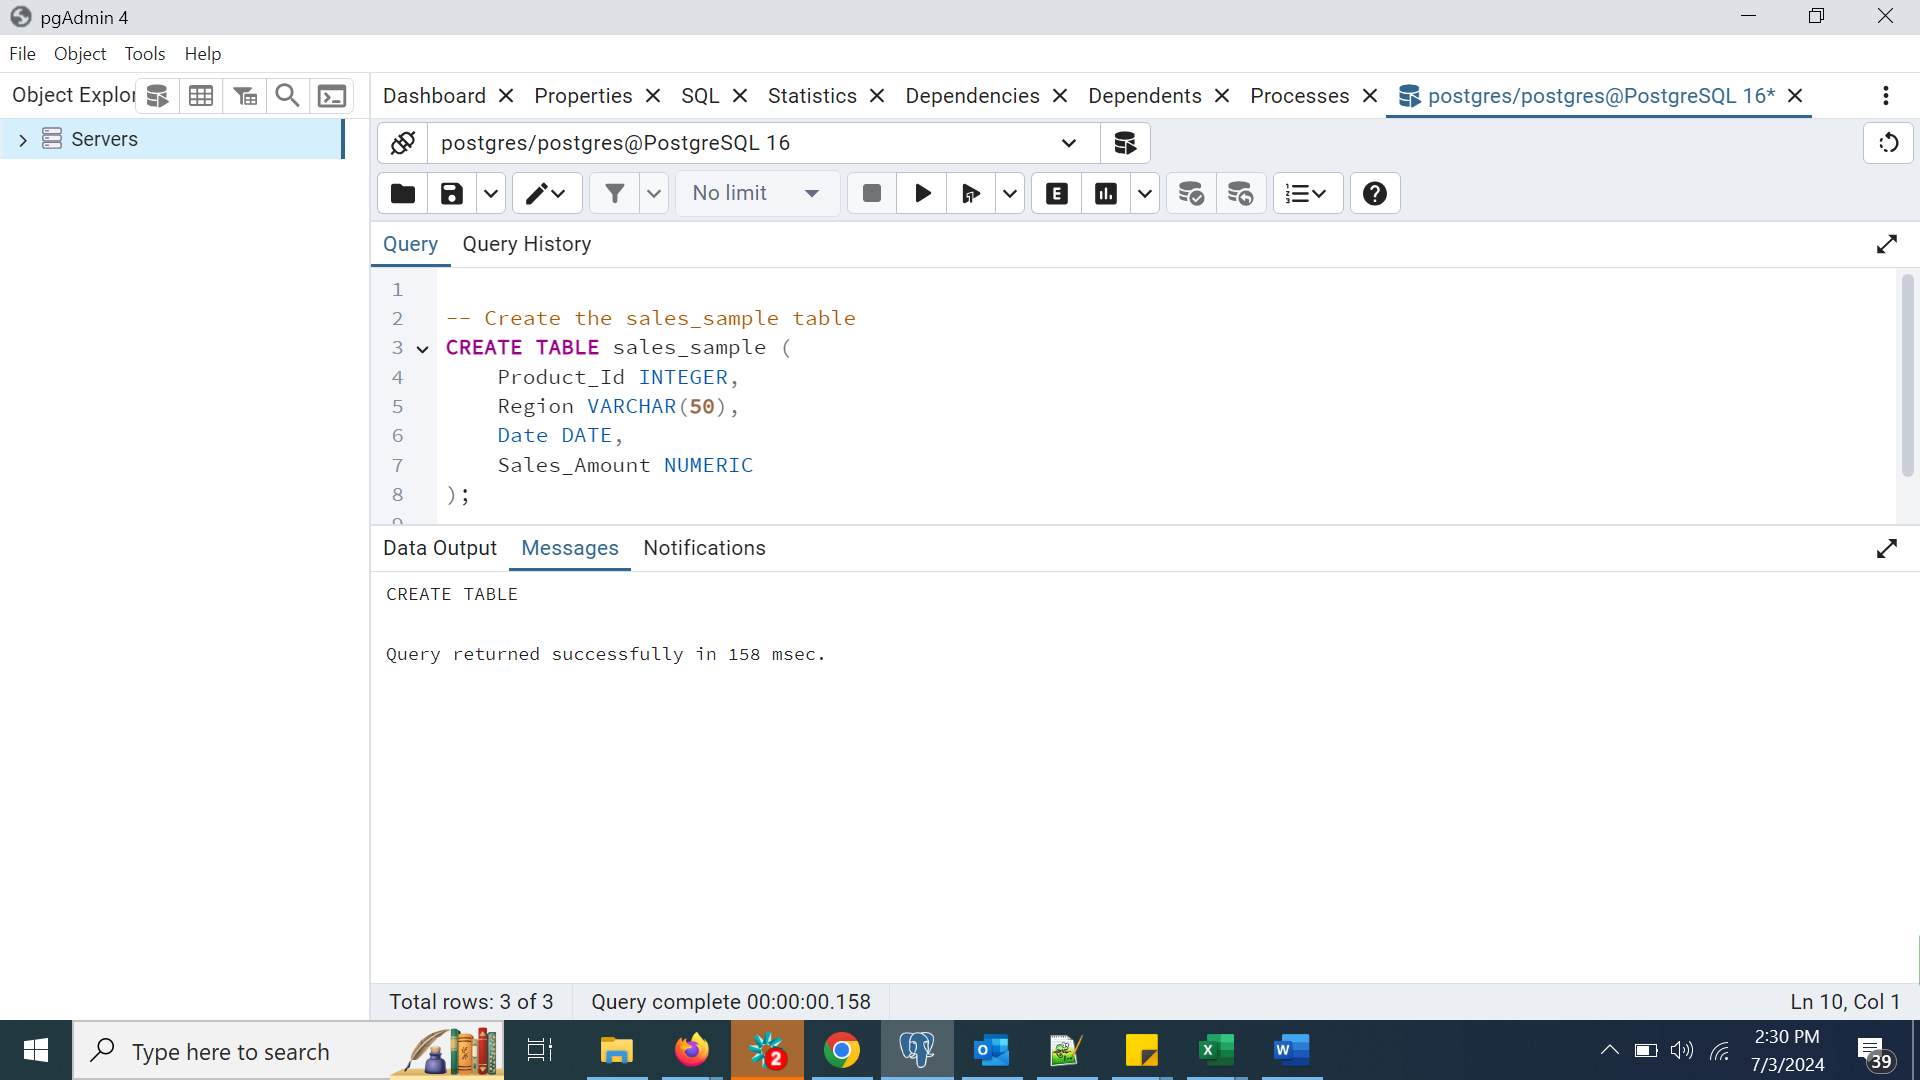 pgAdmin 4
File Object Tools Help
Object Explor
Dashboard Properties SQL Statistics Dependencies Dependents Processes postgres/postgres@PostgreSQL 16*
Servers
postgres/postgres@PostgreSQL 16
No limit E
Query Query History
1
2 -- Create the sales_sample table
3 CREATE TABLE sales_sample (
4 Product_Id INTEGER,
5 Region VARCHAR(50),
6 Date DATE,
7 Sales_Amount NUMERIC
8 );
9
Data Output Messages Notifications
CREATE TABLE
Query returned successfully in 158 msec.
Total rows: 3 of 3 Query complete 00:00:00.158 Ln 10, Col 1
Type here to search 2 2:30 PM
7/3/2024 39